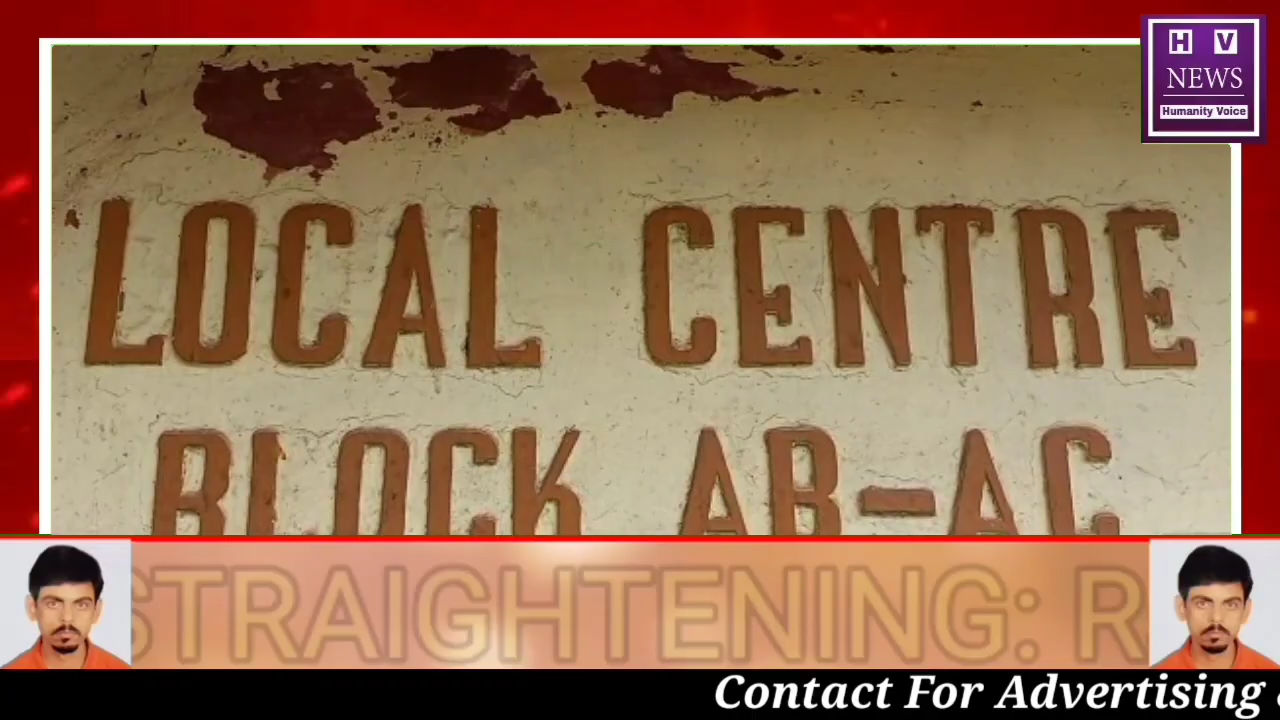 H V
NEWS
Humanity Voice
LOCAL CENTRE
BLOCK AB-AC
STRAIGHTENING: R
Contact For Advertising